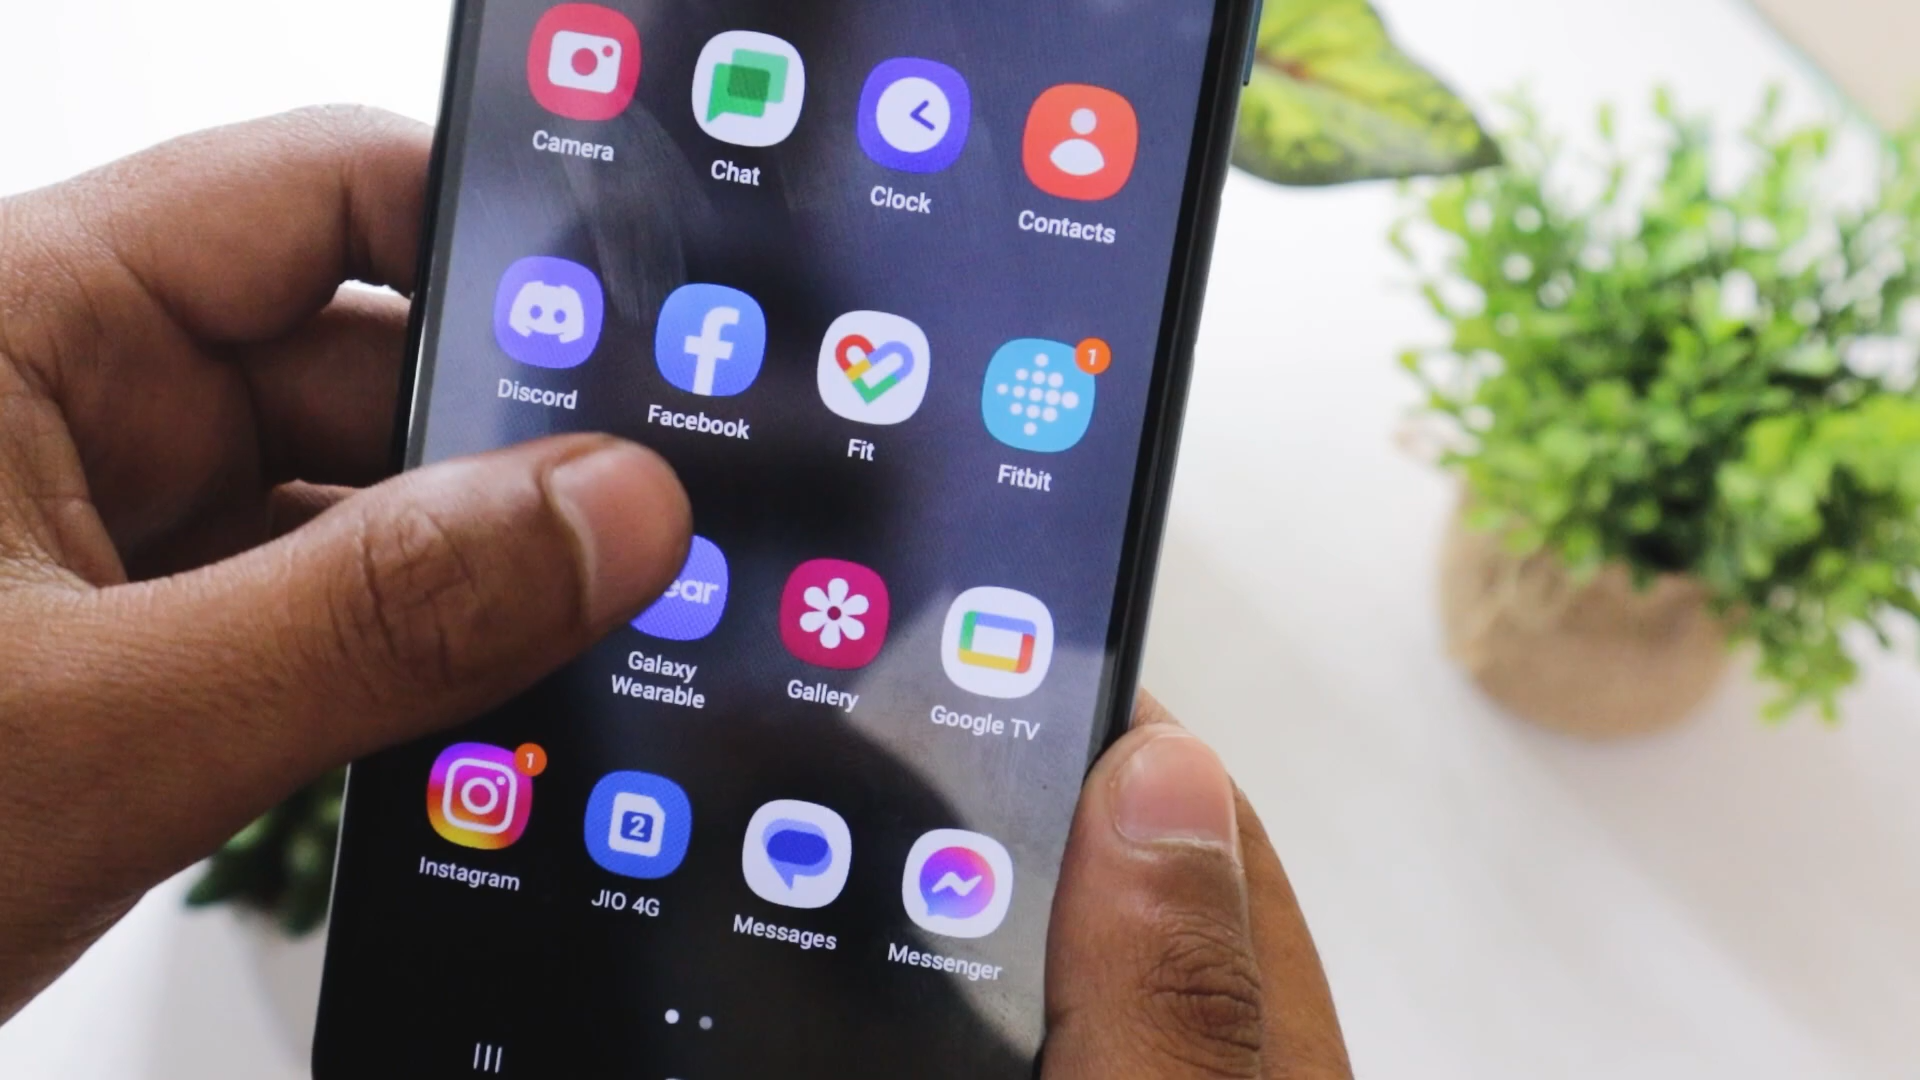 Camera
Chat
Clock
Contacts
Discord
Facebook
Fit
1
Fitbit
ear
Galaxy
Wearable
Gallery
Google TV
1
Instagram
2
JIO 4G
Messages
Messenger